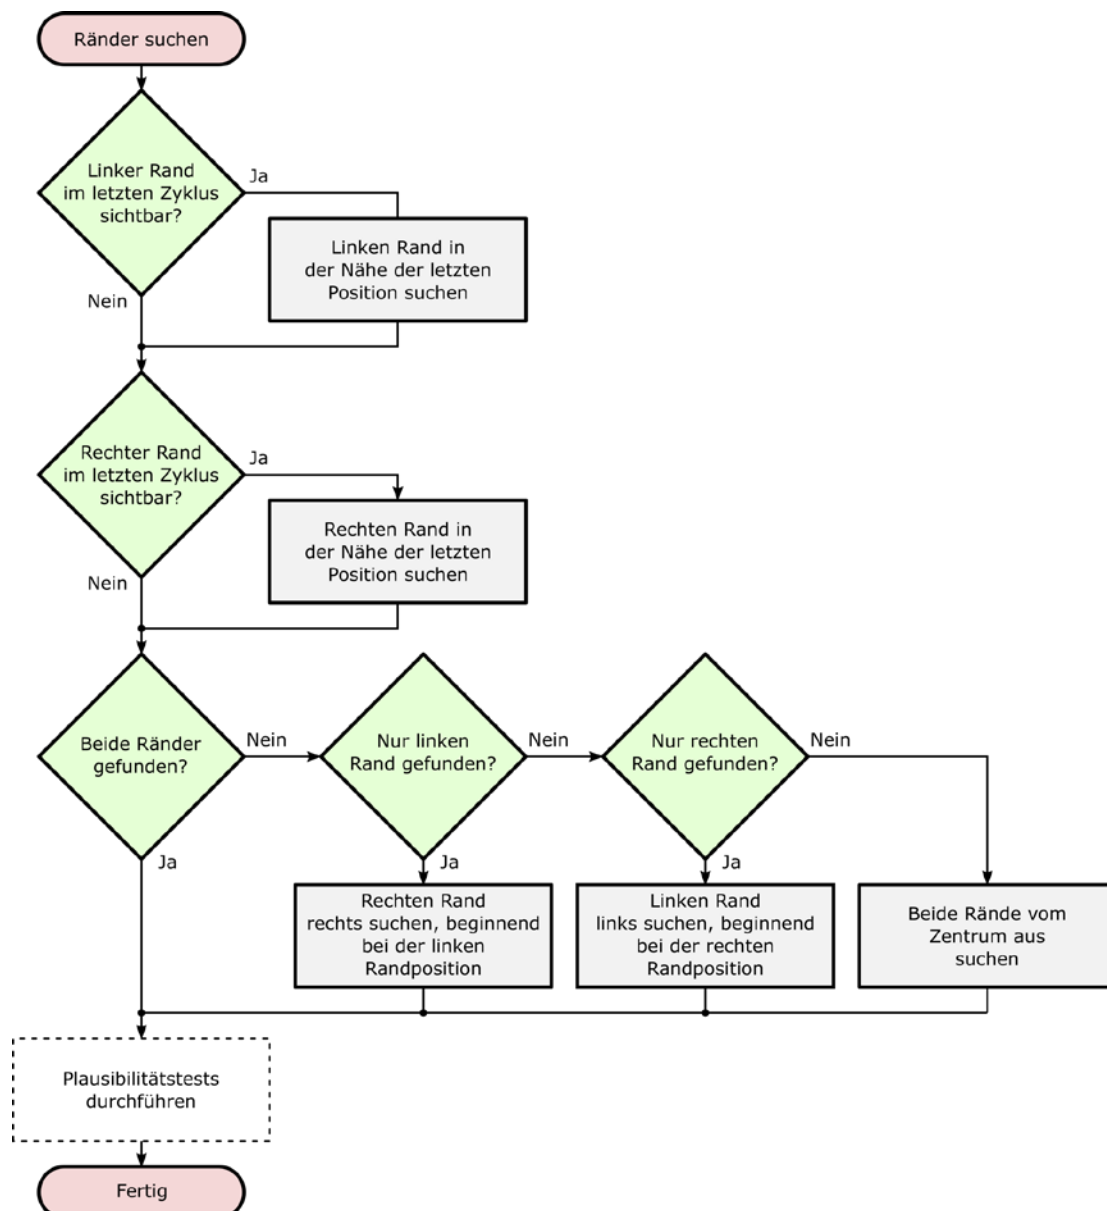 Ränder suchen
Linker Rand
im letzten Zyklus
sichtbar?
Ja
Linken Rand in
der Nähe der letzten
Position suchen
Nein
Rechter Rand
im letzten Zyklus
sichtbar?
Ja
Rechten Rand in
der Nähe der letzten
Position suchen
Nein
Beide Ränder
gefunden?
Nein
Nur linken
Rand gefunden?
Nein
Nur rechten
Rand gefunden?
Nein
Ja
Ja
Ja
Rechten Rand
rechts suchen, beginnend
bei der linken
Randposition
Linken Rand
links suchen, beginnend
bei der rechten
Randposition
Beide Rände vom
Zentrum aus
suchen
Plausibilitätstests
durchführen
Fertig